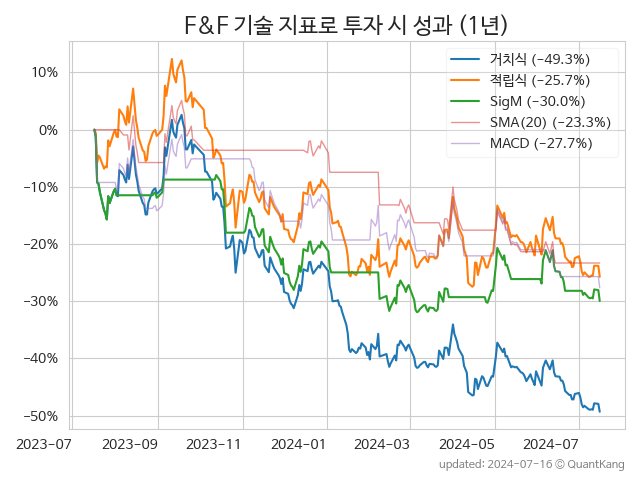 F&F 기술 지표로 투자 시 성과 (1년)
거치식 (−49.3%)
적립식 (−25.7%)
SigM (−30.0%)
SMA(20) (−23.3%)
MACD (−27.7%)
10%
0%
−10%
−20%
−30%
−40%
−50%
2023-07
2023-09
2023-11
2024-01
2024-03
2024-05
2024-07
updated: 2024-07-16 © QuantKang